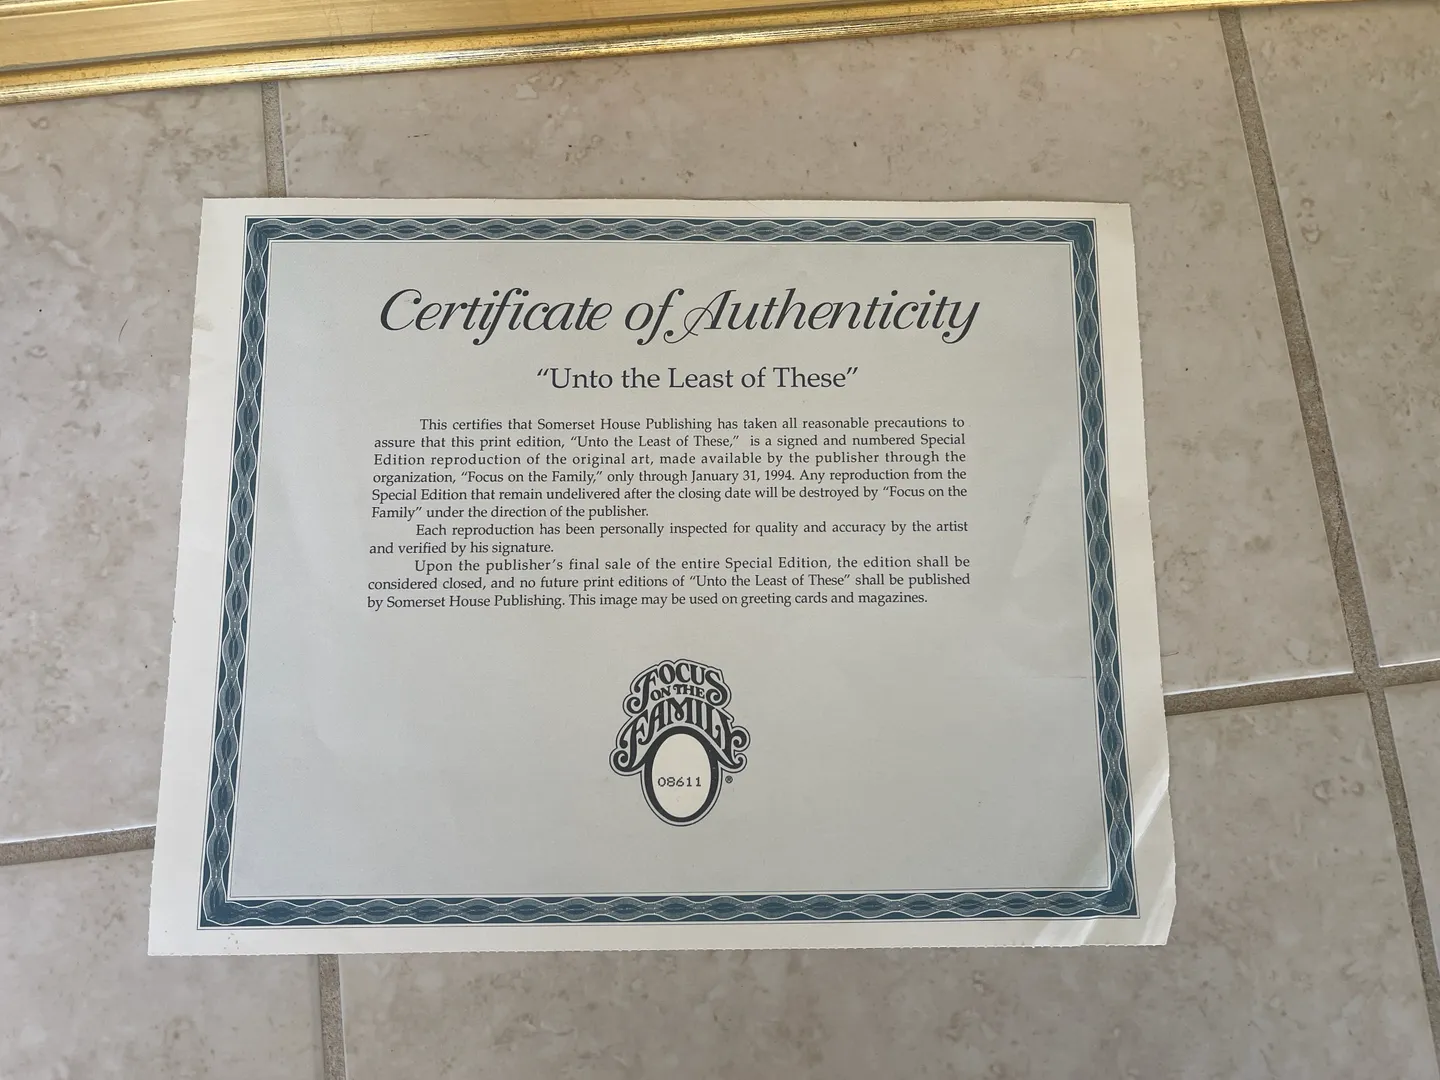 Certificate of Authenticity
“Unto the Least of These”
This certifies that Somerset House Publishing has taken all reasonable precautions to
assure that this print edition, “Unto the Least of These,” is a signed and numbered Special
Edition reproduction of the original art, made available by the publisher through the
organization, “Focus on the Family,” only through January 31, 1994. Any reproduction from the
Special Edition that remain undelivered after the closing date will be destroyed by “Focus on the
Family” under the direction of the publisher.
Each reproduction has been personally inspected for quality and accuracy by the artist
and verified by his signature.
Upon the publisher’s final sale of the entire Special Edition, the edition shall be
considered closed, and no future print editions of “Unto the Least of These” shall be published
by Somerset House Publishing. This image may be used on greeting cards and magazines.
FOCUS
ON THE
FAMILY
08611 ®